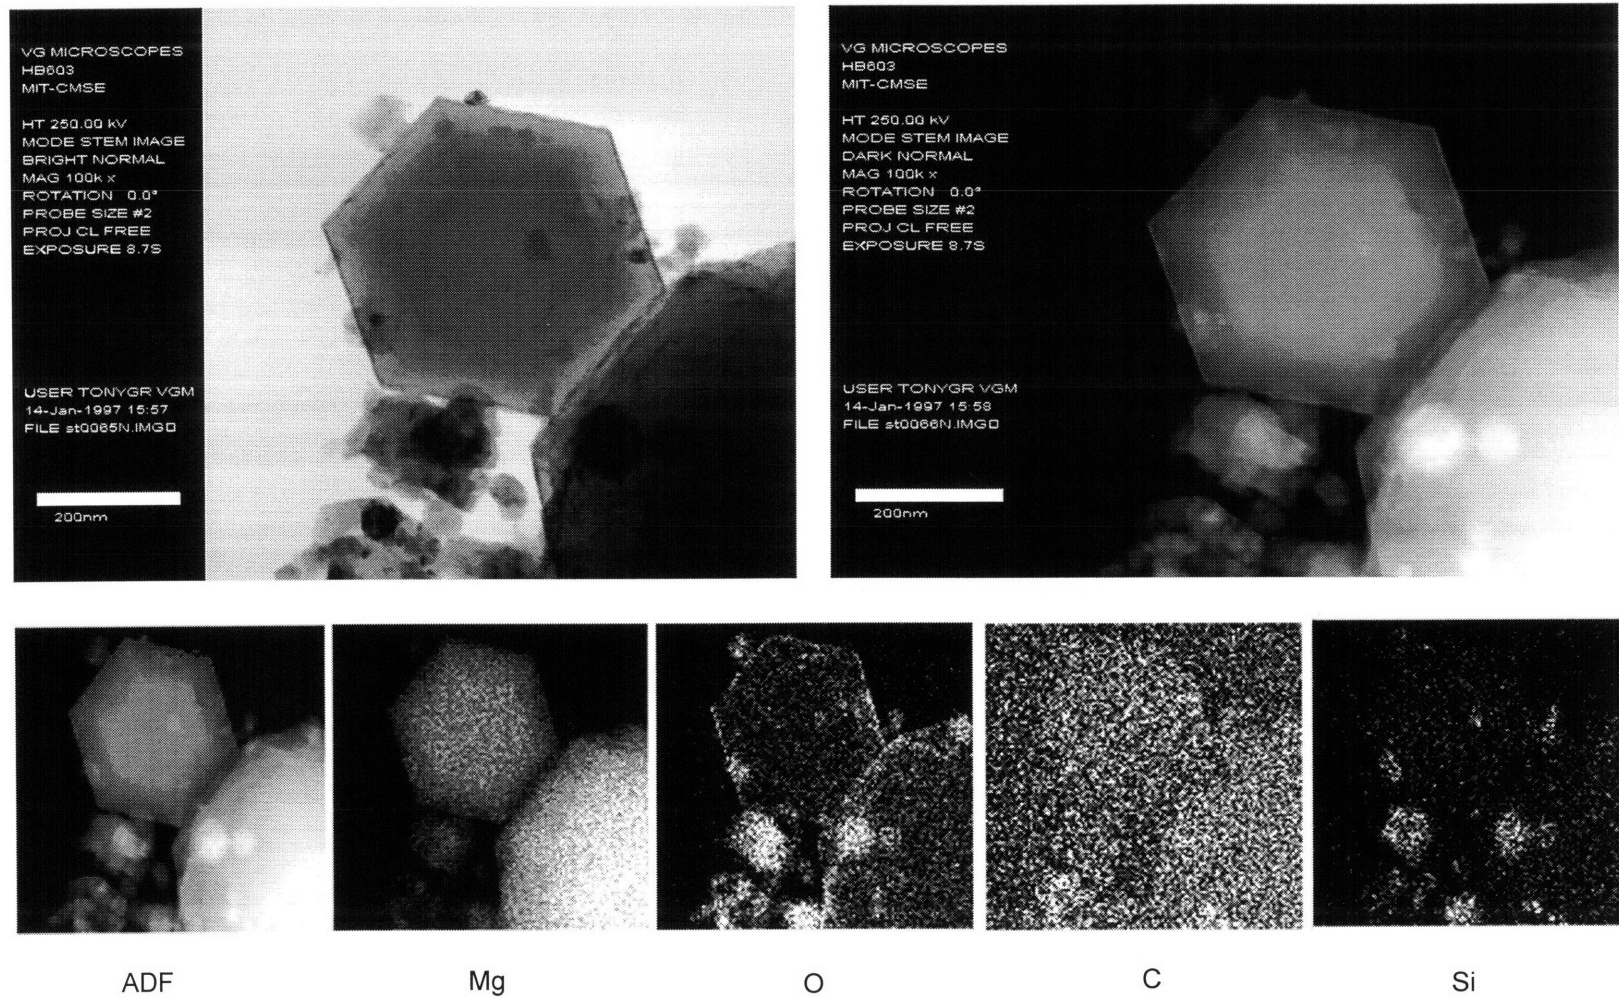 VG MICROSCOPES
HB603
MIT-CMSE
HT 250.00 kV
MODE STEM IMAGE
BRIGHT NORMAL
MAG 100k x
ROTATION 0.0°
PROBE SIZE #2
PROJ CL FREE
EXPOSURE 8.7S
USER TONYGR VGM
14-Jan-1997 15:57
FILE st0065N.IMG
200nm
VG MICROSCOPES
HB603
MIT-CMSE
HT 250.00 kV
MODE STEM IMAGE
DARK NORMAL
MAG 100k x
ROTATION 0.0°
PROBE SIZE #2
PROJ CL FREE
EXPOSURE 8.7S
USER TONYGR VGM
14-Jan-1997 15:58
FILE st0066N.IMG
200nm
ADF
Mg
O
C
Si